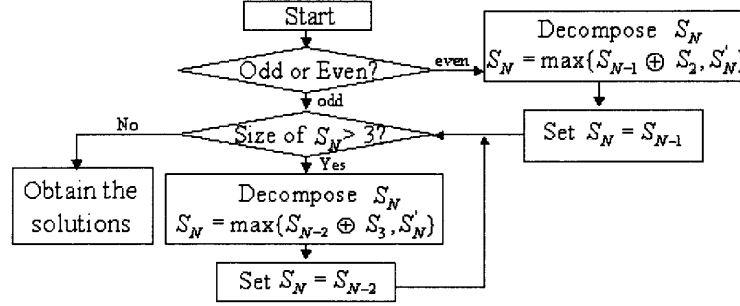 Start
Odd or Even?
even
Decompose S_N
S_N = max{S_{N-1} ⊕ S_2, S'_N}
odd
Set S_N = S_{N-1}
No
Size of S_N > 3?
Yes
Obtain the
solutions
Decompose S_N
S_N = max{S_{N-2} ⊕ S_3, S'_N}
Set S_N = S_{N-2}